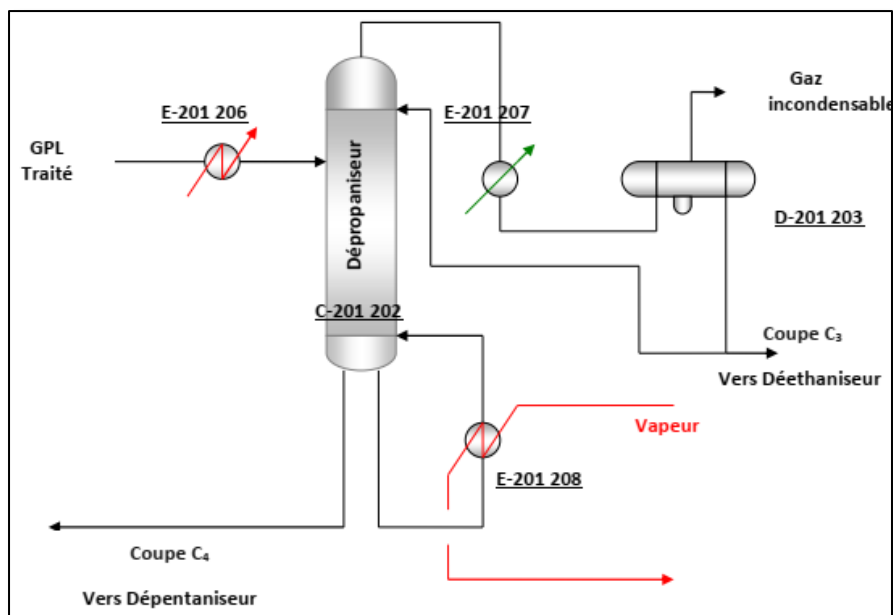 E-201 206
GPL
Traité
E-201 207
Gaz
incondensable
D-201 203
Dépropaniseur
C-201 202
Coupe C₃
Vers Déethaniseur
Vapeur
E-201 208
Coupe C₄
Vers Dépentaniseur